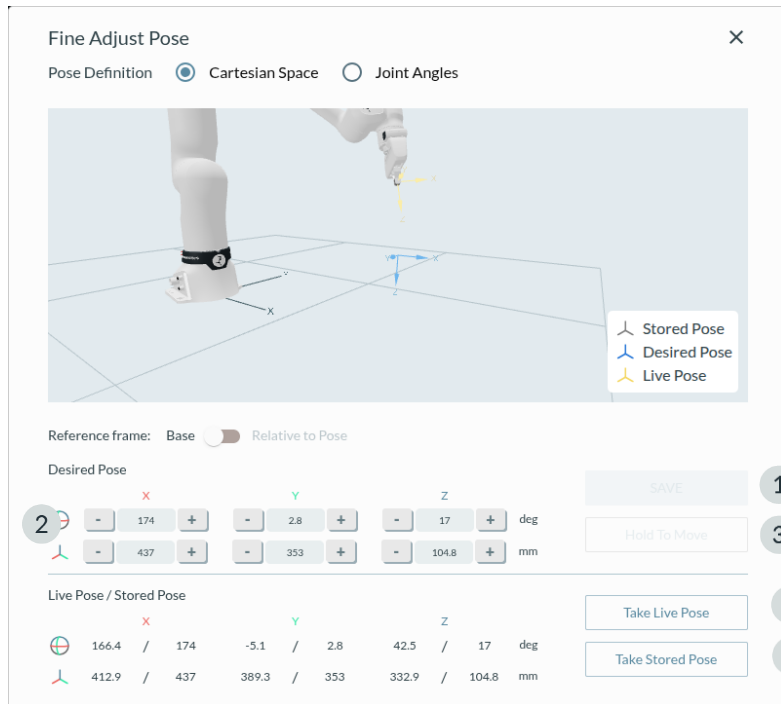 Fine Adjust Pose
Pose Definition Cartesian Space Joint Angles
Y
X
Y X
Z
Stored Pose
Desired Pose
Live Pose
Reference frame: Base Relative to Pose
Desired Pose
X Y Z
SAVE 1
2 - 174 + - 2.8 + - 17 + deg
Hold To Move 3
- 437 + - 353 + - 104.8 + mm
Live Pose / Stored Pose
X Y Z
Take Live Pose
166.4 / 174 -5.1 / 2.8 42.5 / 17 deg
Take Stored Pose
412.9 / 437 389.3 / 353 332.9 / 104.8 mm